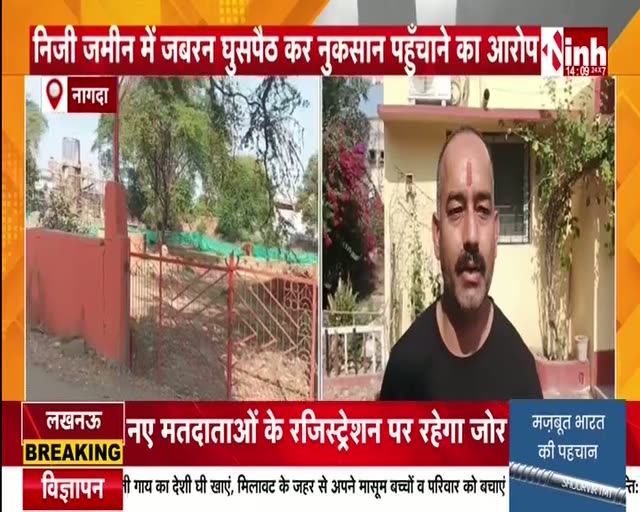 निजी जमीन में जबरन घुसपैठ कर नुकसान पहुँचाने का आरोप
inh
14:09 24X7
नागदा
लखनऊ
BREAKING
नए मतदाताओं के रजिस्ट्रेशन पर रहेगा जोर
मज़बूत भारत
की पहचान
विज्ञापन
गाय का देशी घी खाएं, मिलावट के जहर से अपने मासूम बच्चों व परिवार को बचाएं